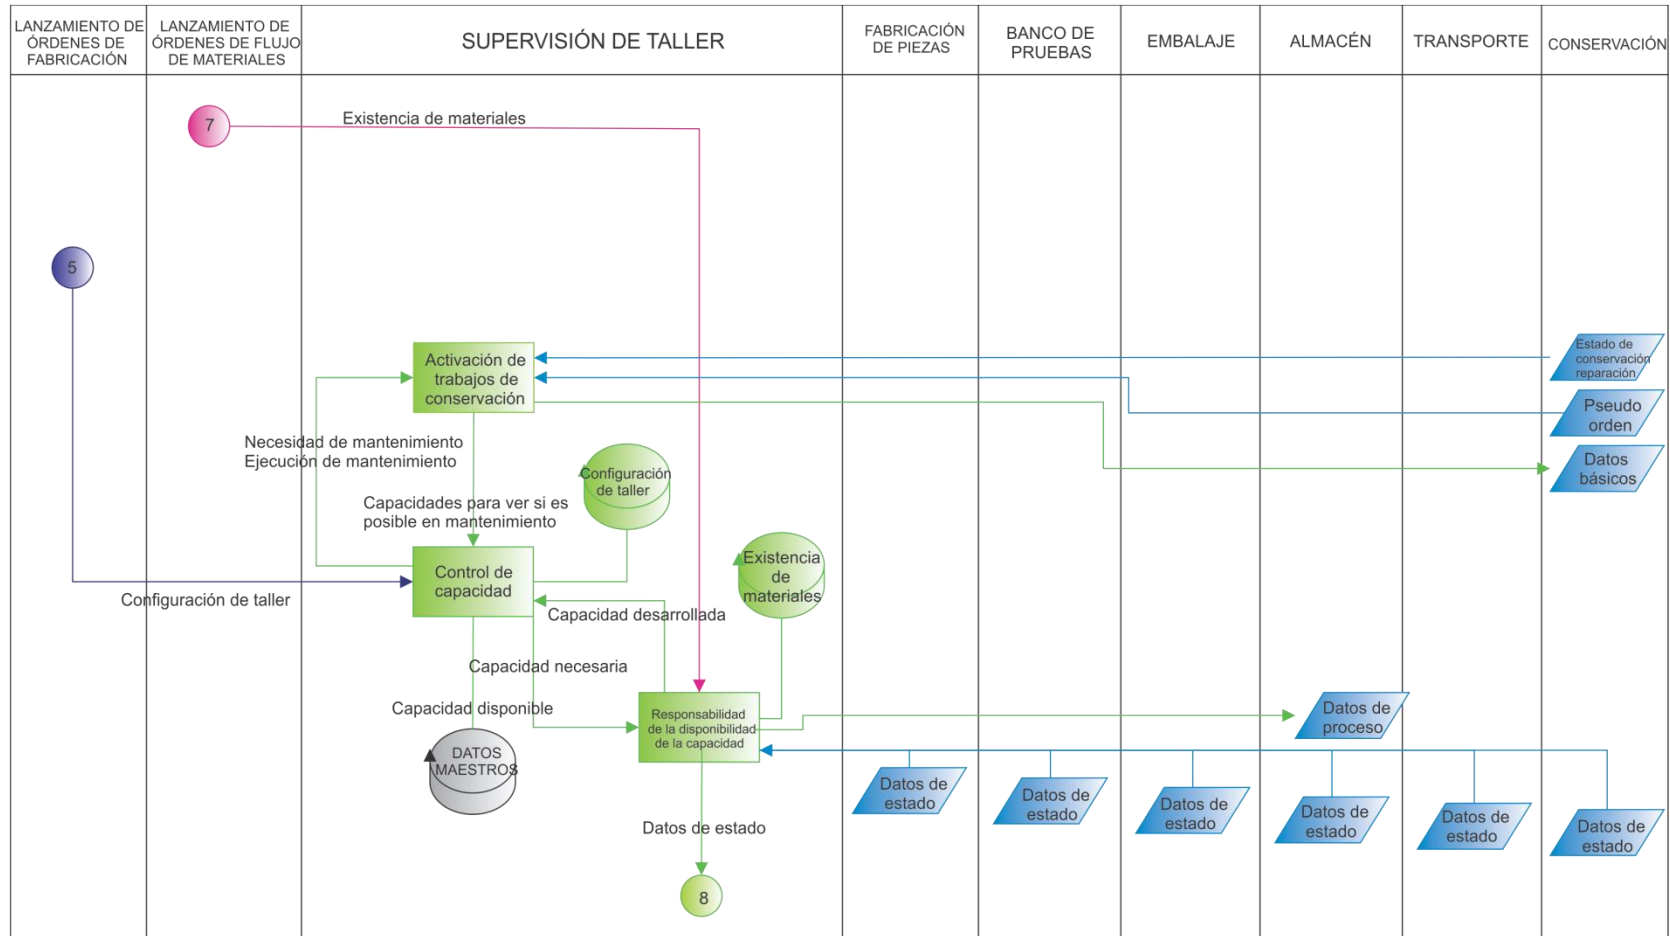 LANZAMIENTO DE
ÓRDENES DE
FABRICACIÓN
LANZAMIENTO DE
ÓRDENES DE FLUJO
DE MATERIALES
SUPERVISIÓN DE TALLER
FABRICACIÓN
DE PIEZAS
BANCO DE
PRUEBAS
EMBALAJE
ALMACÉN
TRANSPORTE
CONSERVACIÓN
7
Existencia de materiales
5
Activación de
trabajos de
conservación
Estado de
conservación
reparación
Pseudo
orden
Datos
básicos
Necesidad de mantenimiento
Ejecución de mantenimiento
Configuración
de taller
Capacidades para ver si es
posible en mantenimiento
Existencia
de
materiales
Control de
capacidad
Configuración de taller
Capacidad desarrollada
Capacidad necesaria
Capacidad disponible
Responsabilidad
de la disponibilidad
de la capacidad
Datos de
proceso
DATOS
MAESTROS
Datos de
estado
Datos de
estado
Datos de
estado
Datos de
estado
Datos de
estado
Datos de
estado
Datos de estado
8